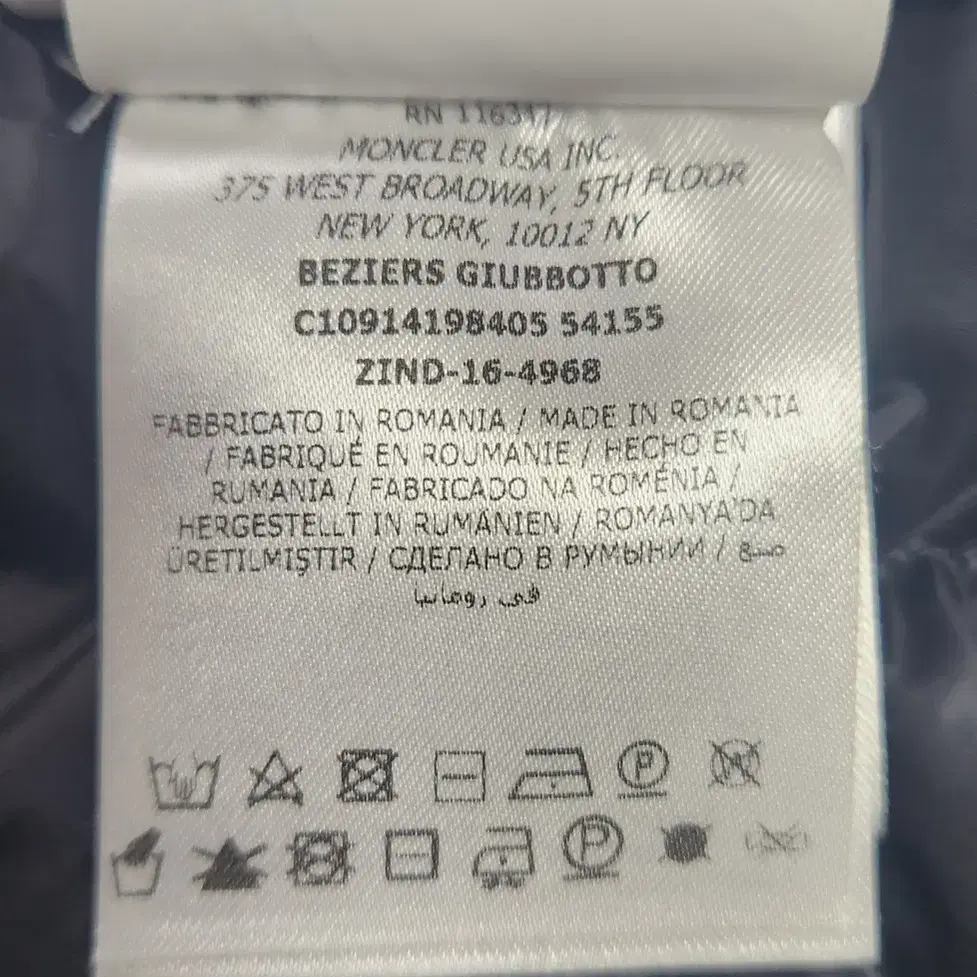 RN 116347
MONCLER USA INC.
375 WEST BROADWAY, 5TH FLOOR
NEW YORK, 10012 NY
BEZIERS GIUBBOTTO
C10914198405 54155
ZIND-16-4968
FABBRICATO IN ROMANIA / MADE IN ROMANIA
/ FABRIQUÉ EN ROUMANIE / HECHO EN
RUMANIA / FABRICADO NA ROMÉNIA /
HERGESTELLT IN RUMÄNIEN / ROMANYA'DA
ÜRETILMIŞTIR / СДЕЛАНО В РУМЫНИИ / صنع
في رومانيا
P
W
P